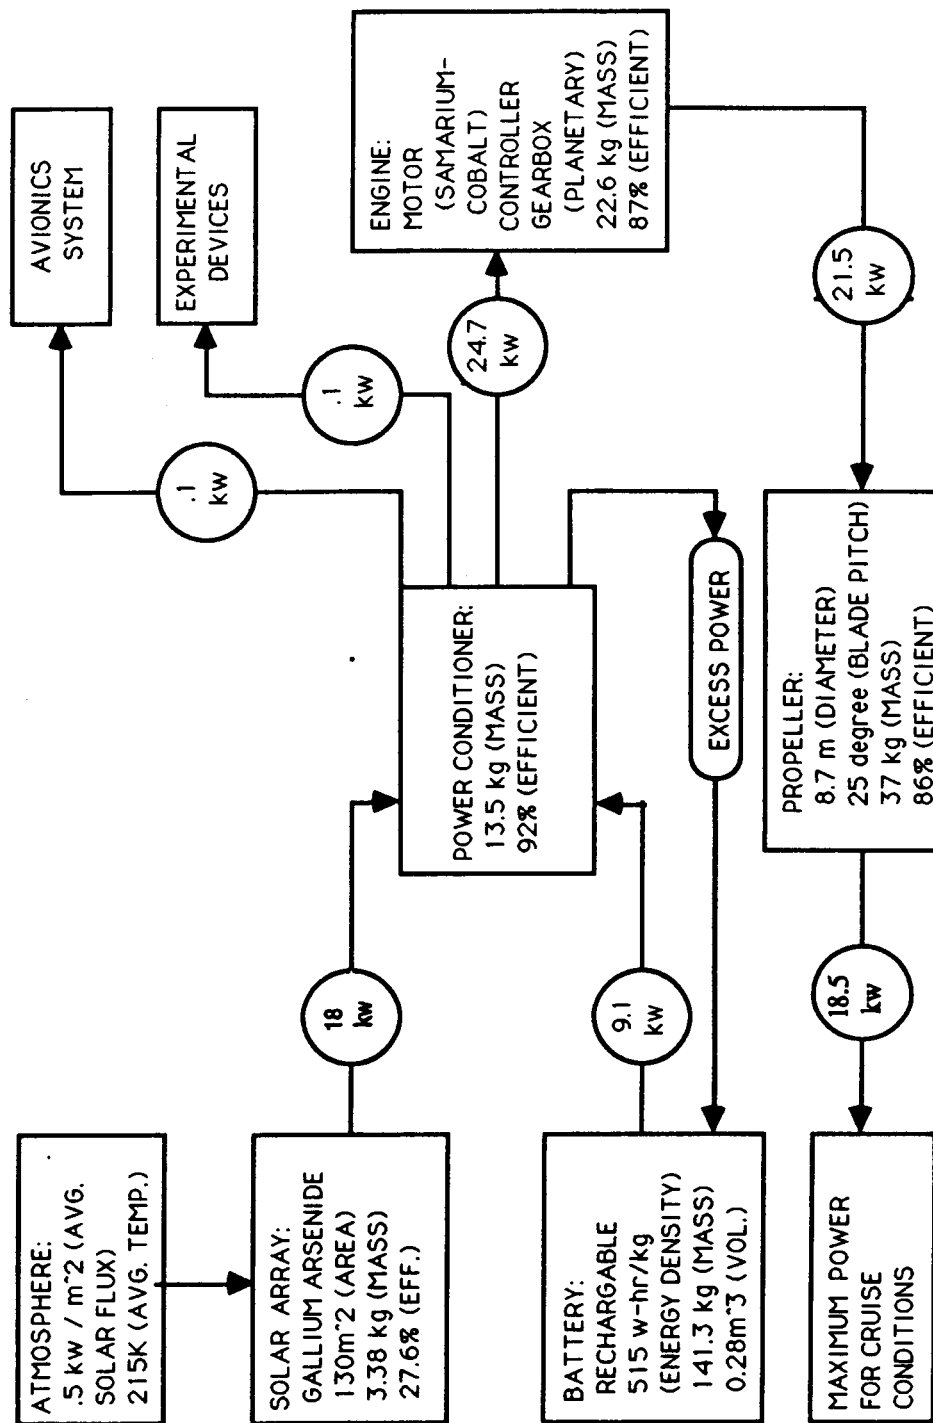 ATMOSPHERE:
.5 kw / m^2 (AVG.
SOLAR FLUX)
215K (AVG. TEMP.)
SOLAR ARRAY:
GALLIUM ARSENIDE
130m^2 (AREA)
3.38 kg (MASS)
27.6% (EFF.)
18
kw
BATTERY:
RECHARGABLE
515 w-hr/kg
(ENERGY DENSITY)
141.3 kg (MASS)
0.28m^3 (VOL.)
9.1
kw
POWER CONDITIONER:
13.5 kg (MASS)
92% (EFFICIENT)
.1
kw
AVIONICS
SYSTEM
.1
kw
EXPERIMENTAL
DEVICES
24.7
kw
ENGINE:
MOTOR
(SAMARIUM-
COBALT)
CONTROLLER
GEARBOX
(PLANETARY)
22.6 kg (MASS)
87% (EFFICIENT)
EXCESS POWER
21.5
kw
PROPELLER:
8.7 m (DIAMETER)
25 degree (BLADE PITCH)
37 kg (MASS)
86% (EFFICIENT)
18.5
kw
MAXIMUM POWER
FOR CRUISE
CONDITIONS